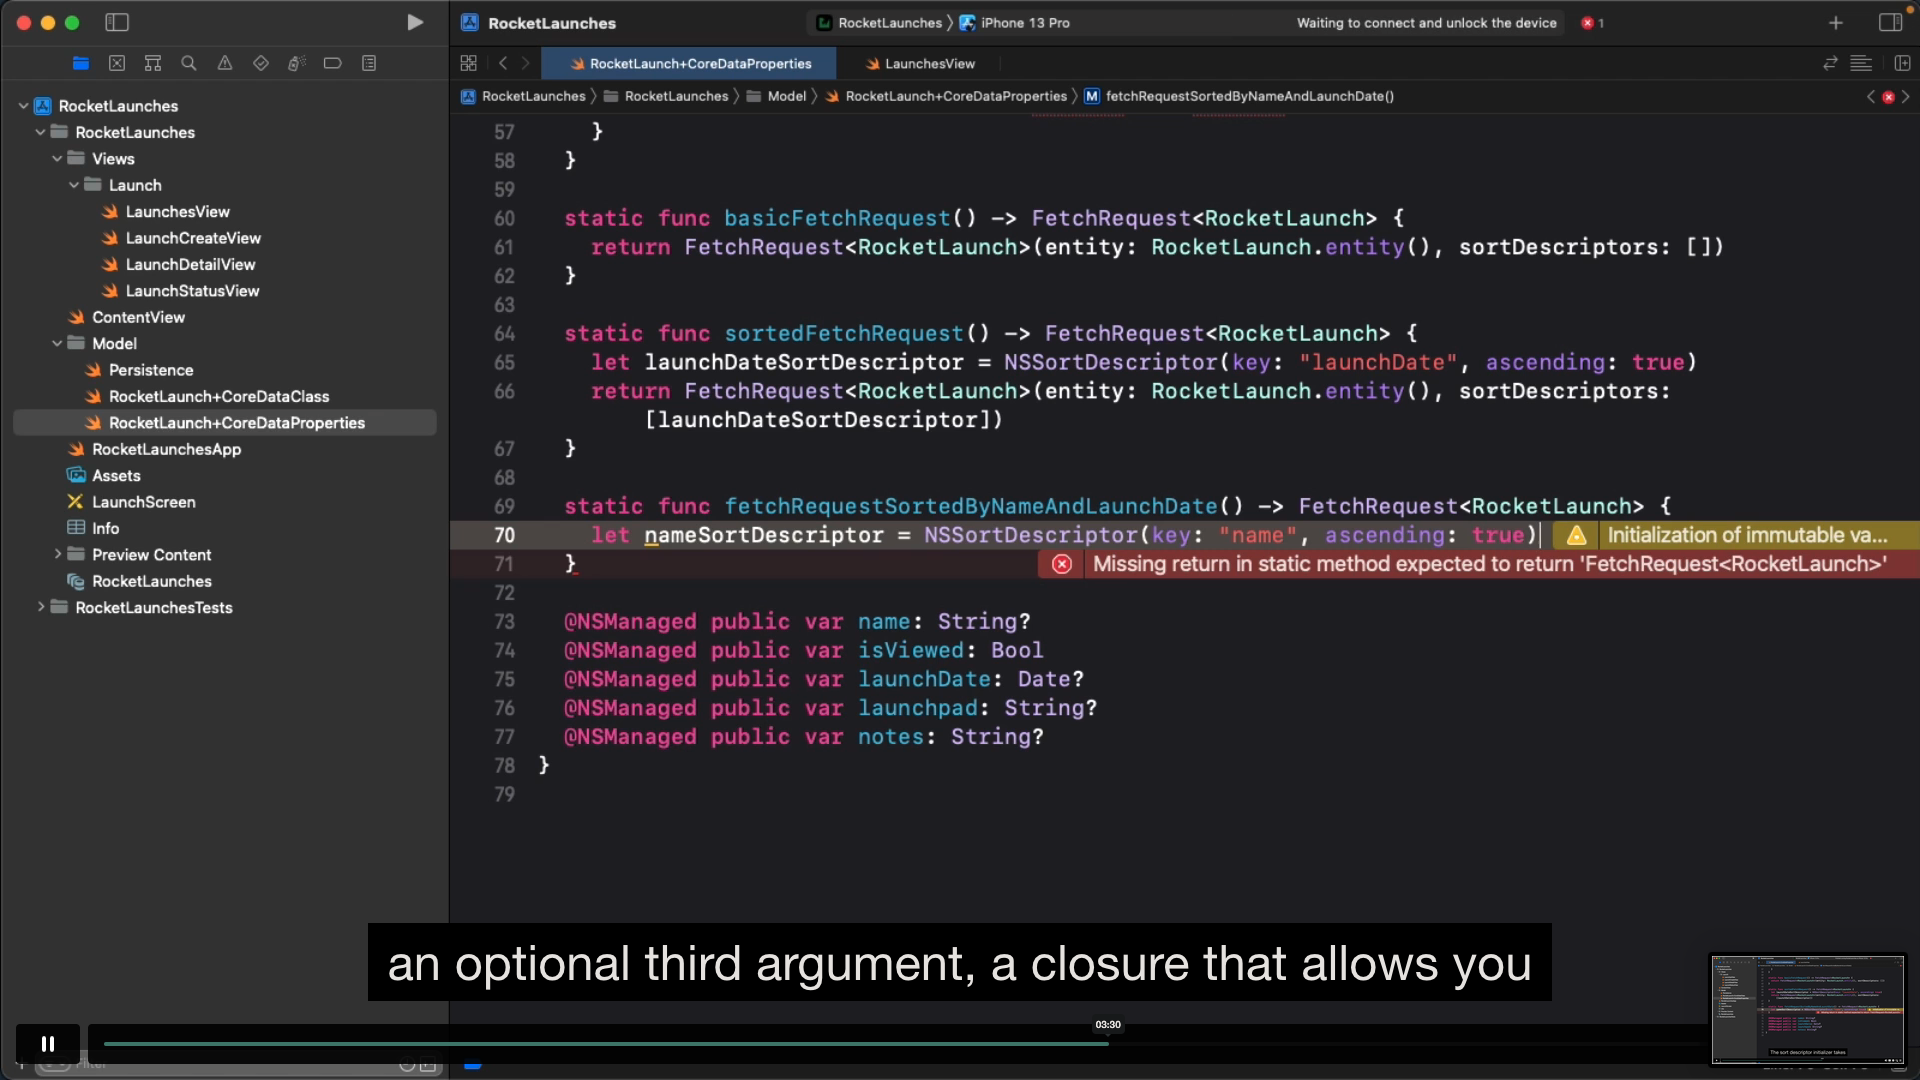 RocketLaunches
RocketLaunches
iPhone 13 Pro
Waiting to connect and unlock the device
1
RocketLaunch+CoreDataProperties
LaunchesView
RocketLaunches
RocketLaunches
Model
RocketLaunch+CoreDataProperties
M
fetchRequestSortedByNameAndLaunchDate()
RocketLaunches
RocketLaunches
Views
Launch
LaunchesView
LaunchCreateView
LaunchDetailView
LaunchStatusView
ContentView
Model
Persistence
RocketLaunch+CoreDataClass
RocketLaunch+CoreDataProperties
RocketLaunchesApp
Assets
LaunchScreen
Info
Preview Content
RocketLaunches
RocketLaunchesTests
57 }
58 }
59
60 static func basicFetchRequest() -> FetchRequest<RocketLaunch> {
61 return FetchRequest<RocketLaunch>(entity: RocketLaunch.entity(), sortDescriptors: [])
62 }
63
64 static func sortedFetchRequest() -> FetchRequest<RocketLaunch> {
65 let launchDateSortDescriptor = NSSortDescriptor(key: "launchDate", ascending: true)
66 return FetchRequest<RocketLaunch>(entity: RocketLaunch.entity(), sortDescriptors:
[launchDateSortDescriptor])
67 }
68
69 static func fetchRequestSortedByNameAndLaunchDate() -> FetchRequest<RocketLaunch> {
70 let nameSortDescriptor = NSSortDescriptor(key: "name", ascending: true) Initialization of immutable va...
71 } Missing return in static method expected to return 'FetchRequest<RocketLaunch>'
72
73 @NSManaged public var name: String?
74 @NSManaged public var isViewed: Bool
75 @NSManaged public var launchDate: Date?
76 @NSManaged public var launchpad: String?
77 @NSManaged public var notes: String?
78 }
79
an optional third argument, a closure that allows you
03:30
Filter
The sort descriptor initializer takes